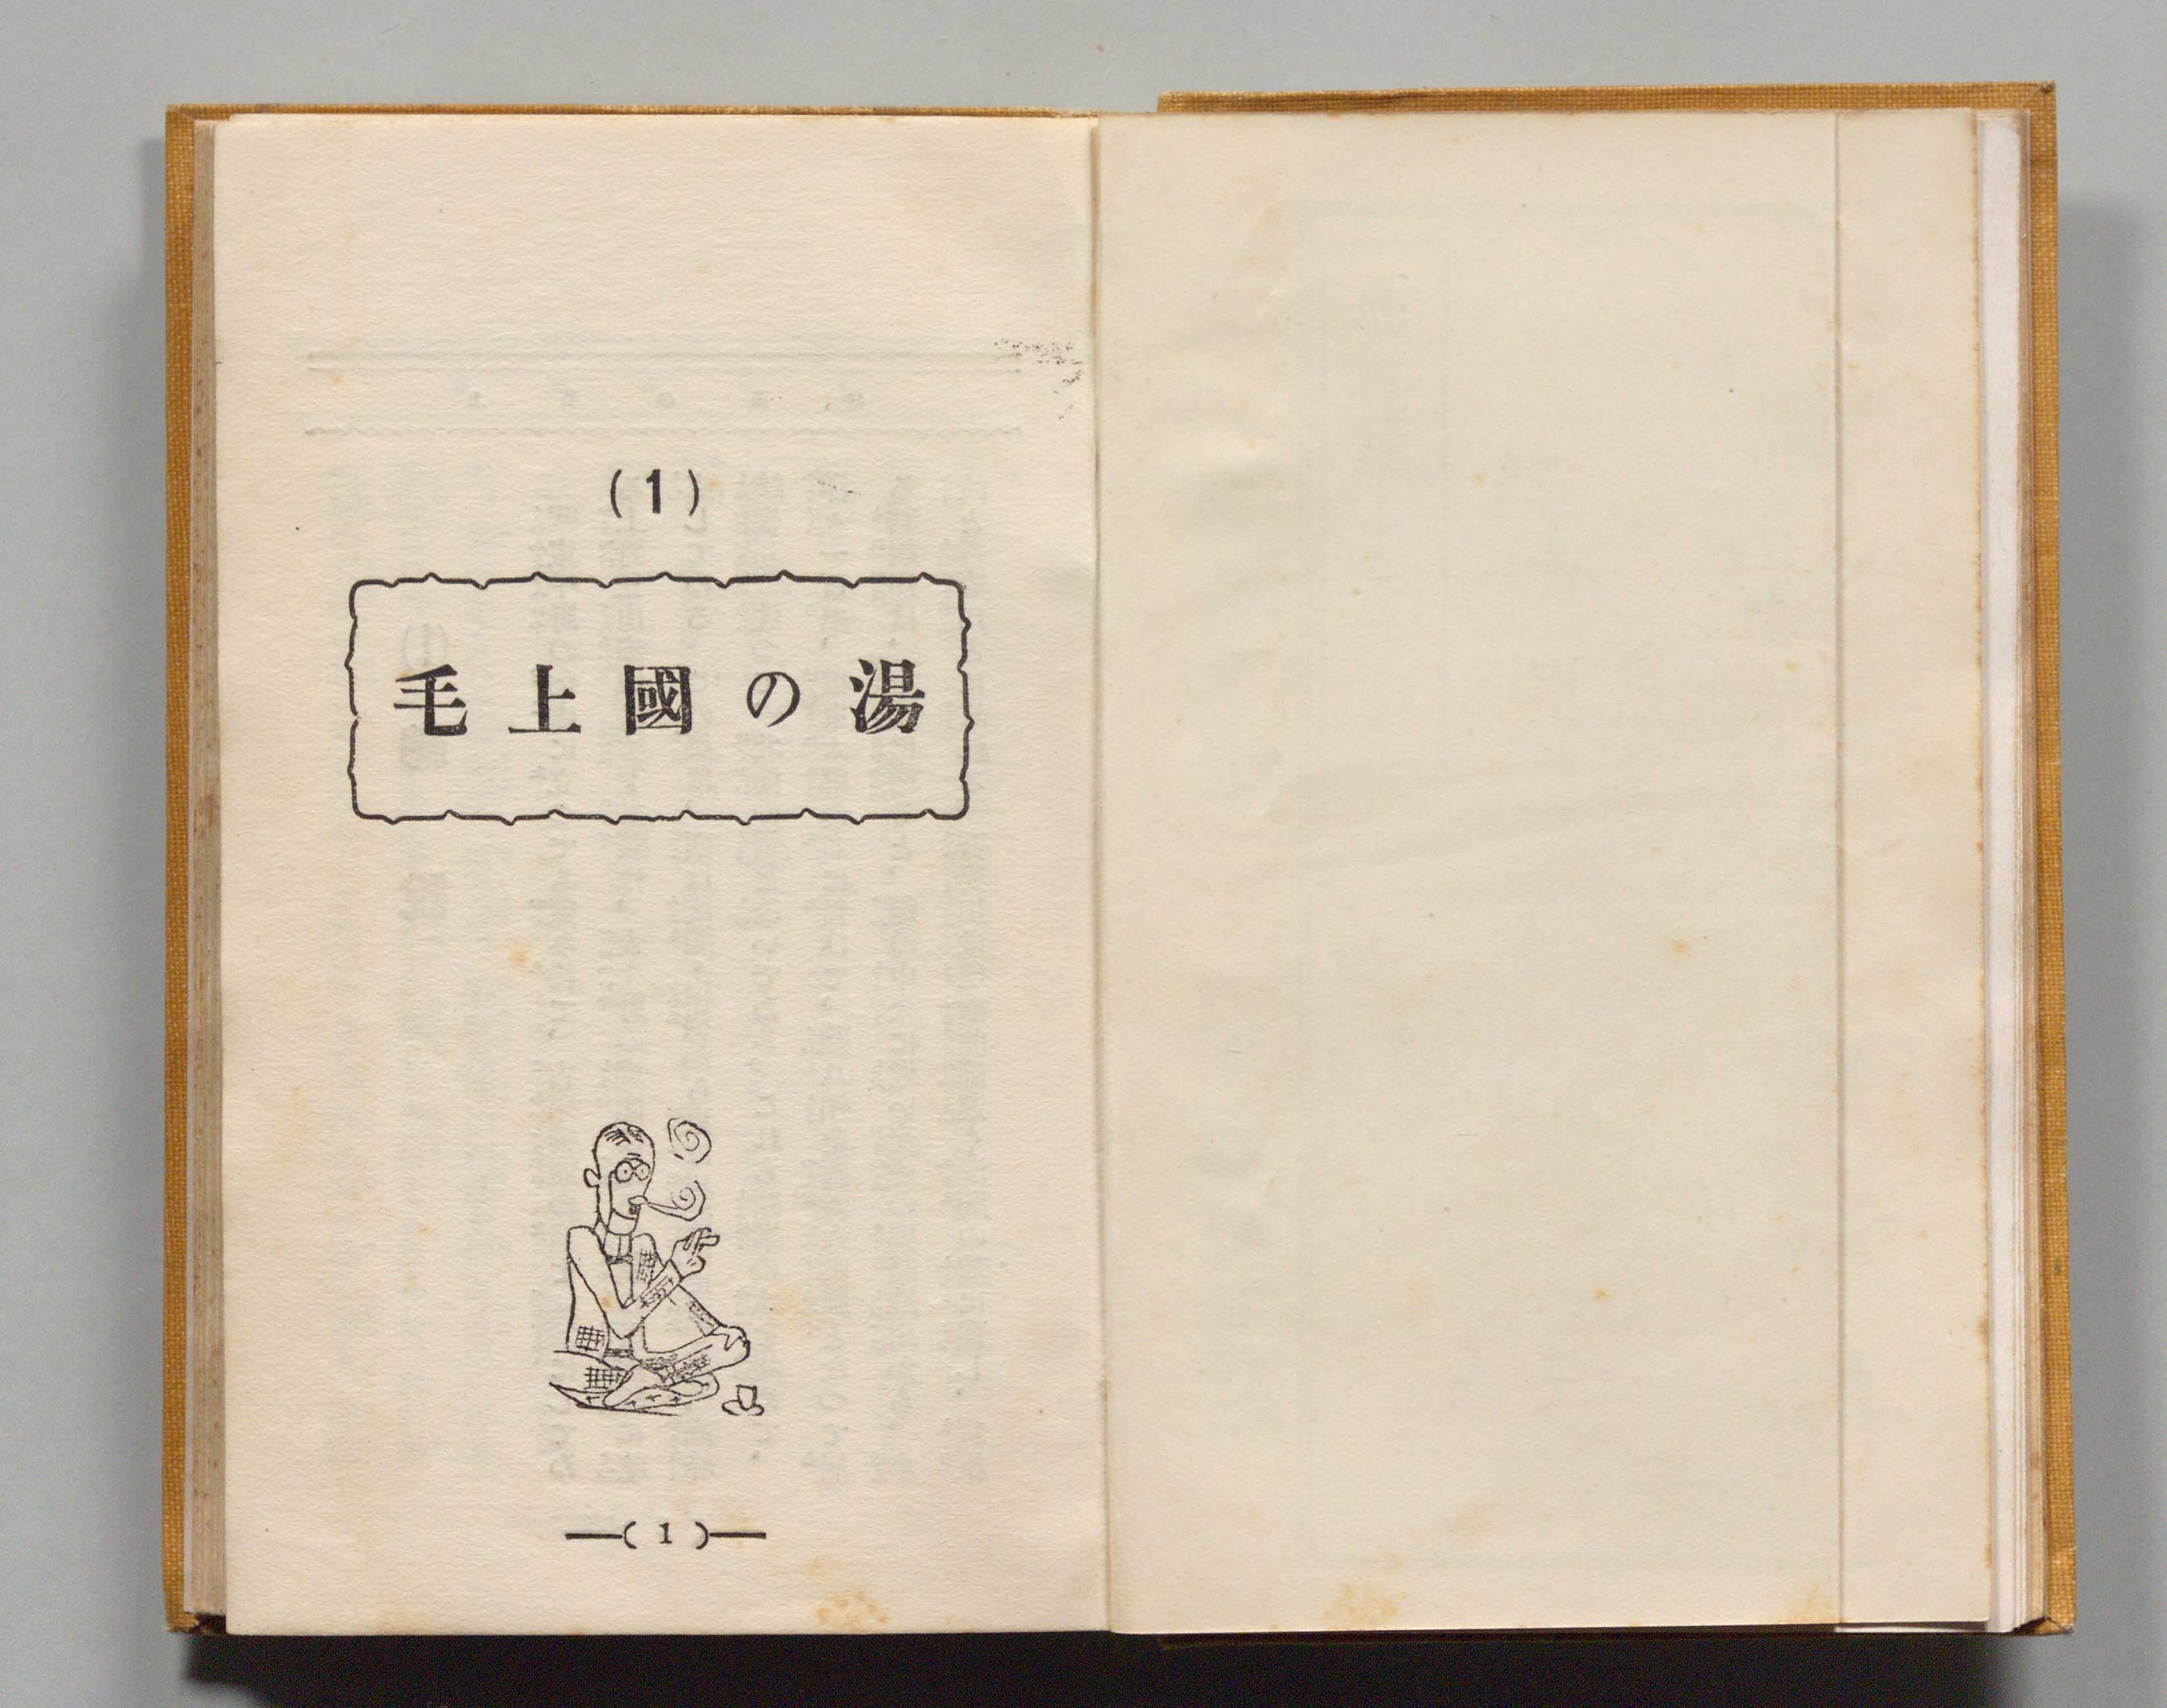 (1)
湯の國上毛
—( 1 )—